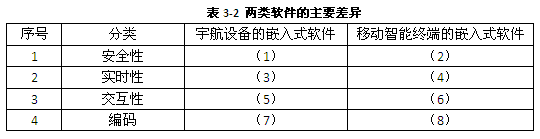 表 3-2 两类软件的主要差异
序号 分类 宇航设备的嵌入式软件 移动智能终端的嵌入式软件
1 安全性 （1） （2）
2 实时性 （3） （4）
3 交互性 （5） （6）
4 编码 （7） （8）